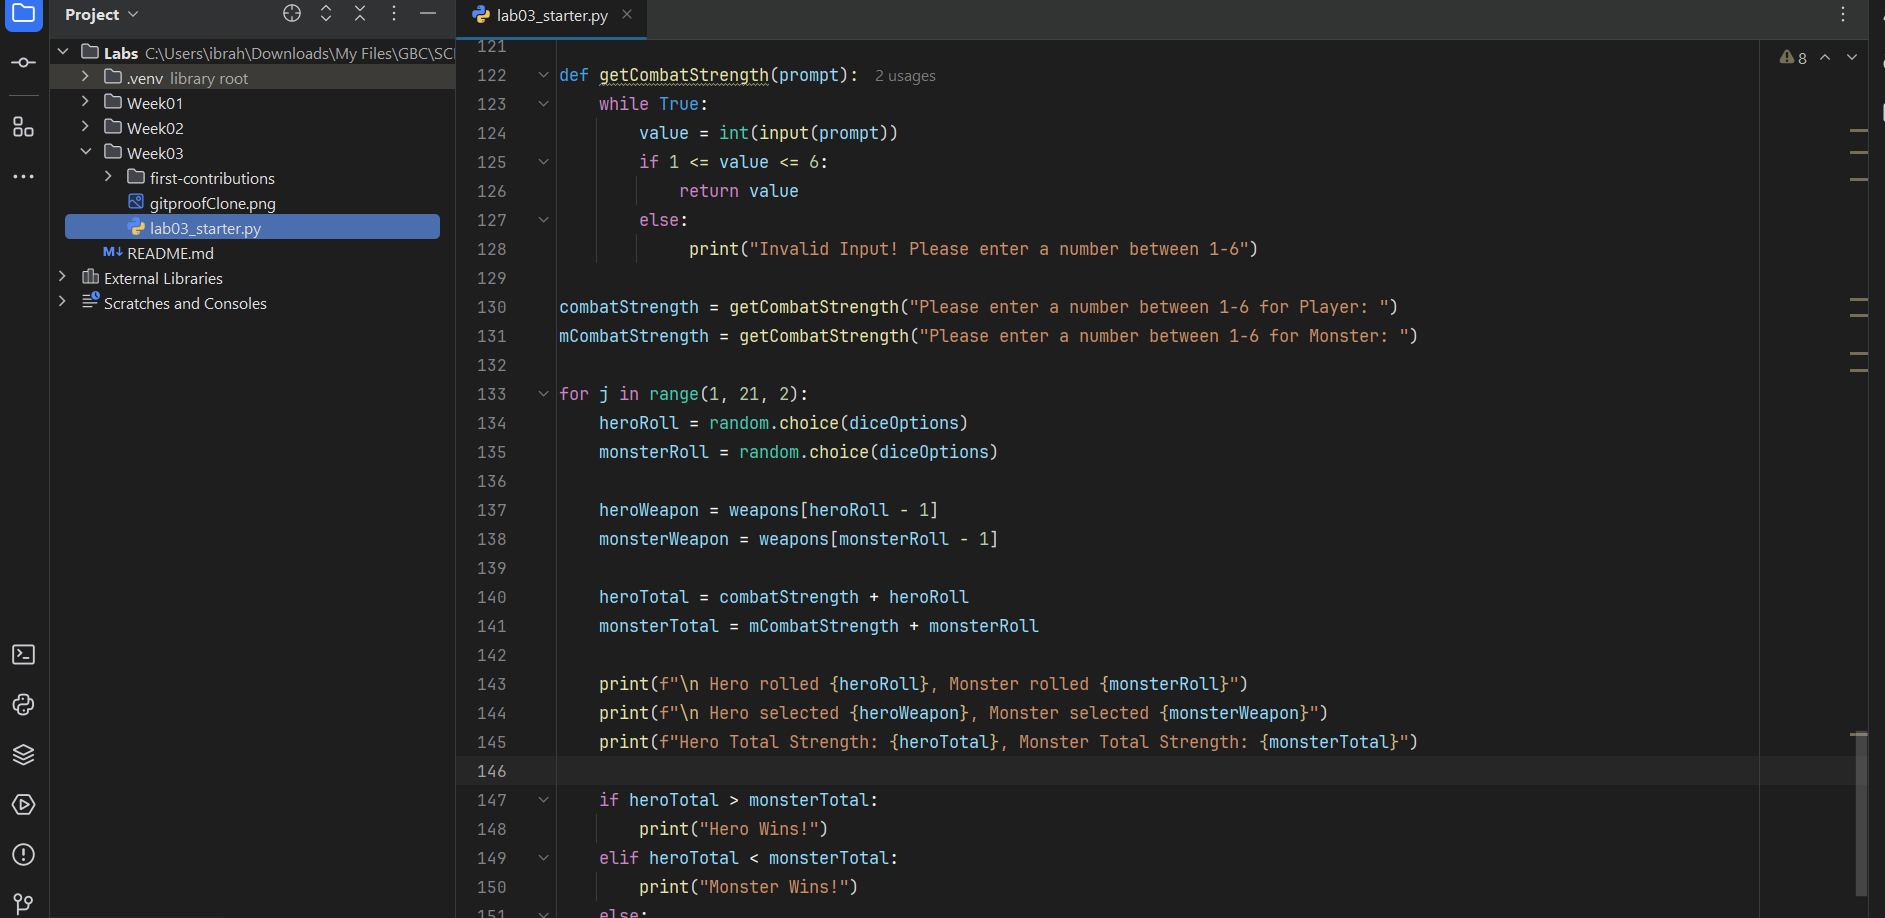 Project
Labs C:\Users\ibrah\Downloads\My Files\GBC\SC
.venv library root
Week01
Week02
Week03
first-contributions
gitproofClone.png
lab03_starter.py
README.md
External Libraries
Scratches and Consoles
lab03_starter.py
8
121
122 def getCombatStrength(prompt): 2 usages
123     while True:
124         value = int(input(prompt))
125         if 1 <= value <= 6:
126             return value
127         else:
128              print("Invalid Input! Please enter a number between 1-6")
129
130 combatStrength = getCombatStrength("Please enter a number between 1-6 for Player: ")
131 mCombatStrength = getCombatStrength("Please enter a number between 1-6 for Monster: ")
132
133 for j in range(1, 21, 2):
134     heroRoll = random.choice(diceOptions)
135     monsterRoll = random.choice(diceOptions)
136
137     heroWeapon = weapons[heroRoll - 1]
138     monsterWeapon = weapons[monsterRoll - 1]
139
140     heroTotal = combatStrength + heroRoll
141     monsterTotal = mCombatStrength + monsterRoll
142
143     print(f"\n Hero rolled {heroRoll}, Monster rolled {monsterRoll}")
144     print(f"\n Hero selected {heroWeapon}, Monster selected {monsterWeapon}")
145     print(f"Hero Total Strength: {heroTotal}, Monster Total Strength: {monsterTotal}")
146
147     if heroTotal > monsterTotal:
148         print("Hero Wins!")
149     elif heroTotal < monsterTotal:
150         print("Monster Wins!")
151     else: